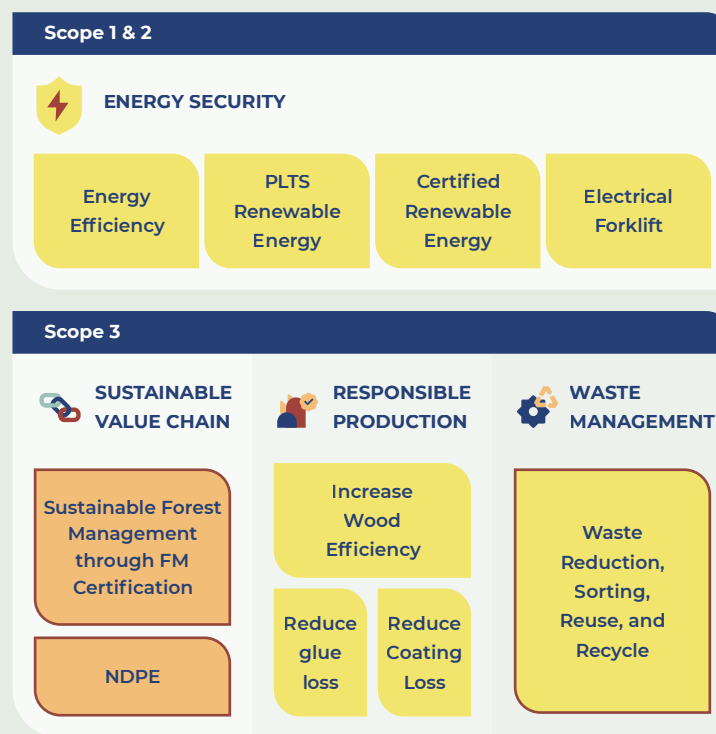 Scope 1 & 2
ENERGY SECURITY
Energy
Efficiency
PLTS
Renewable
Energy
Certified
Renewable
Energy
Electrical
Forklift
Scope 3
SUSTAINABLE
VALUE CHAIN
Sustainable Forest
Management
through FM
Certification
NDPE
RESPONSIBLE
PRODUCTION
Increase
Wood
Efficiency
Reduce
glue
loss
Reduce
Coating
Loss
WASTE
MANAGEMENT
Waste
Reduction,
Sorting,
Reuse, and
Recycle